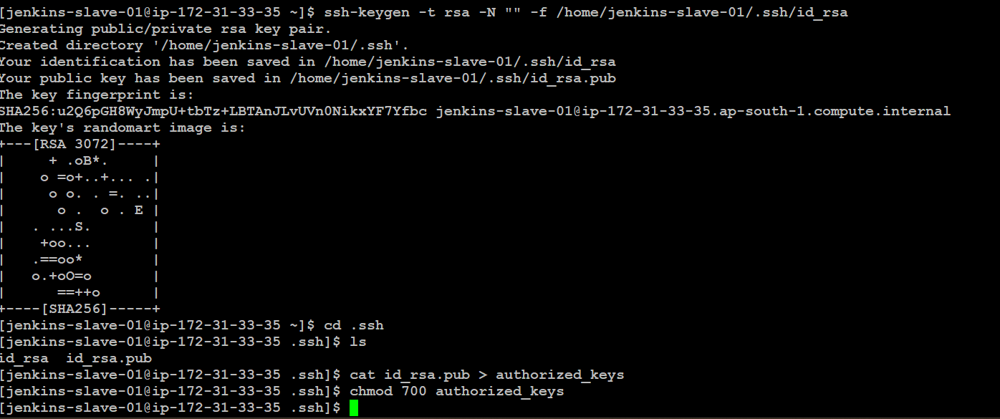 [jenkins-slave-01@ip-172-31-33-35 ~]$ ssh-keygen -t rsa -N "" -f /home/jenkins-slave-01/.ssh/id_rsa
Generating public/private rsa key pair.
Created directory '/home/jenkins-slave-01/.ssh'.
Your identification has been saved in /home/jenkins-slave-01/.ssh/id_rsa
Your public key has been saved in /home/jenkins-slave-01/.ssh/id_rsa.pub
The key fingerprint is:
SHA256:u2Q6pGH8WyJmpU+tbTz+LBTAnJLvUVn0NikxYF7Yfbc jenkins-slave-01@ip-172-31-33-35.ap-south-1.compute.internal
The key's randomart image is:
+---[RSA 3072]----+
|     + .oB*.     |
|    o =o+..+... .|
|     o o. . =. ..|
|      o .  o . E |
|   . ...S.       |
|    +oo...       |
|   .==oo*        |
|   o.+oO=o       |
|      ==++o      |
+----[SHA256]-----+
[jenkins-slave-01@ip-172-31-33-35 ~]$ cd .ssh
[jenkins-slave-01@ip-172-31-33-35 .ssh]$ ls
id_rsa  id_rsa.pub
[jenkins-slave-01@ip-172-31-33-35 .ssh]$ cat id_rsa.pub > authorized_keys
[jenkins-slave-01@ip-172-31-33-35 .ssh]$ chmod 700 authorized_keys
[jenkins-slave-01@ip-172-31-33-35 .ssh]$